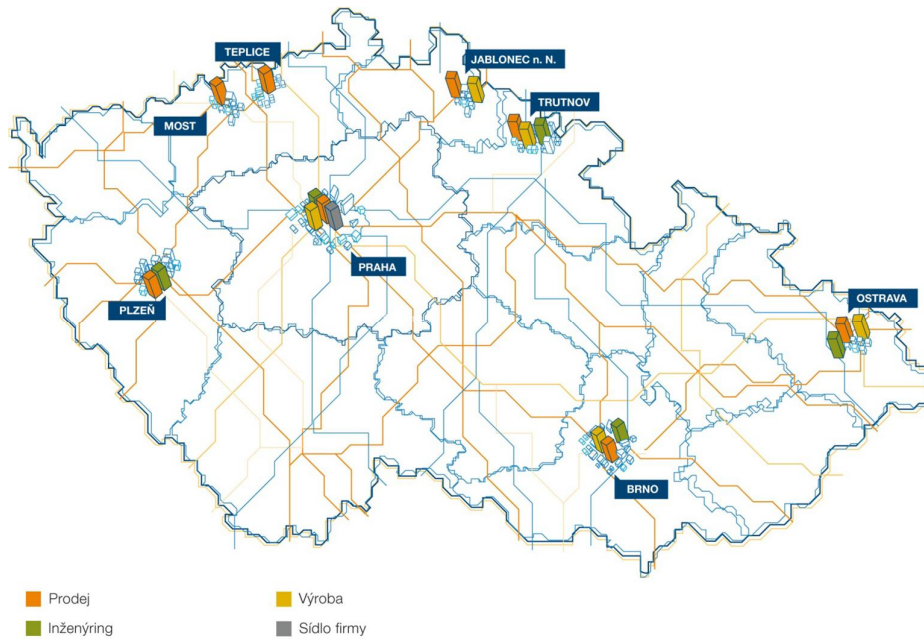 TEPLICE
JABLONEC n. N.
TRUTNOV
MOST
PRAHA
PLZEŇ
OSTRAVA
BRNO
Prodej
Výroba
Inženýring
Sídlo firmy